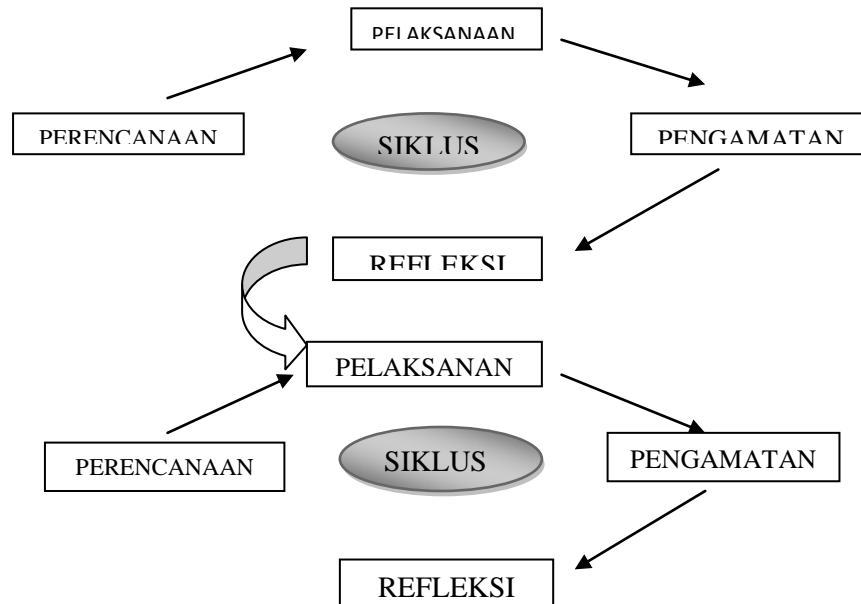 PELAKSANAAN
PERENCANAAN
SIKLUS
PENGAMATAN
REFLEKSI
PELAKSANAN
PERENCANAAN
SIKLUS
PENGAMATAN
REFLEKSI